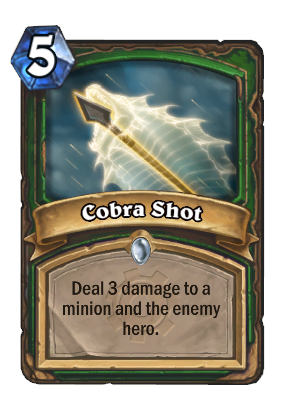 5
Cobra Shot
Deal 3 damage to a
minion and the enemy
hero.